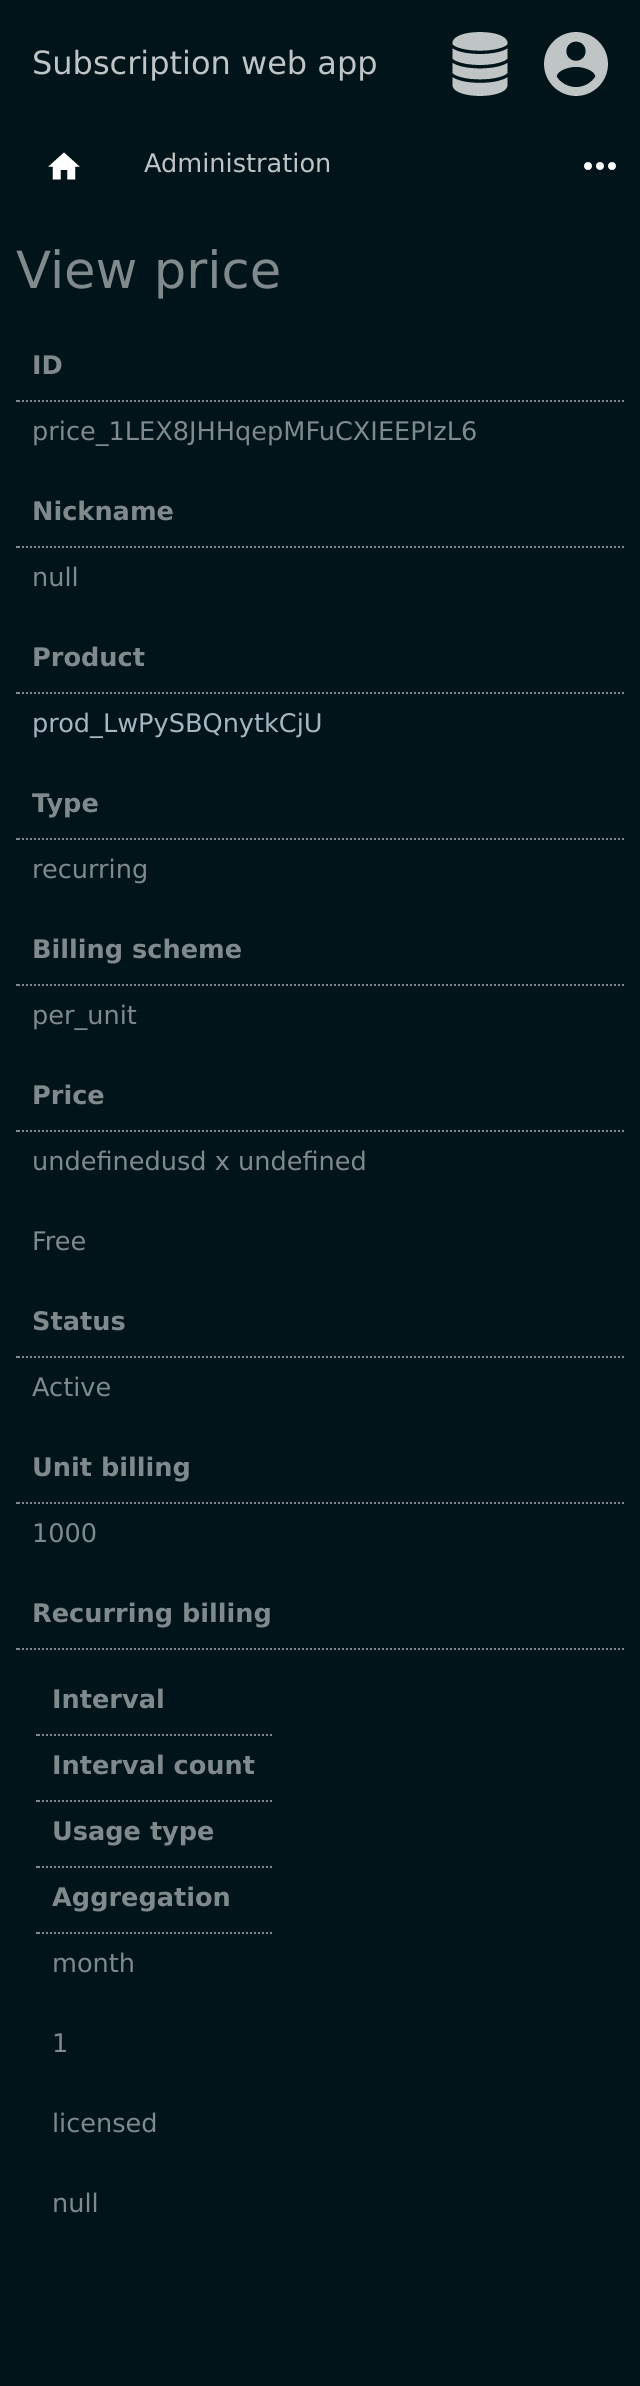 Subscription web app
Administration
View price
ID
price_1LEX8JHHqepMFuCXIEEPIzL6
Nickname
null
Product
prod_LwPySBQnytkCjU
Type
recurring
Billing scheme
per_unit
Price
undefinedusd x undefined
Free
Status
Active
Unit billing
1000
Recurring billing
Interval
Interval count
Usage type
Aggregation
month
1
licensed
null